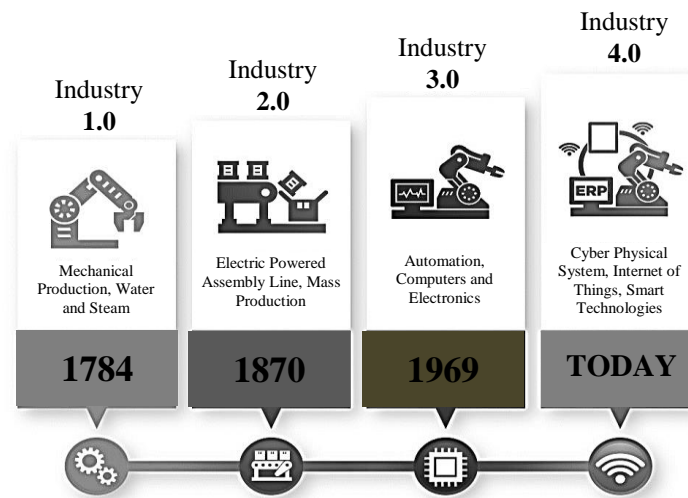 Industry
1.0
Mechanical
Production, Water
and Steam
1784
Industry
2.0
Electric Powered
Assembly Line, Mass
Production
1870
Industry
3.0
Automation,
Computers and
Electronics
1969
Industry
4.0
ERP
Cyber Physical
System, Internet of
Things, Smart
Technologies
TODAY